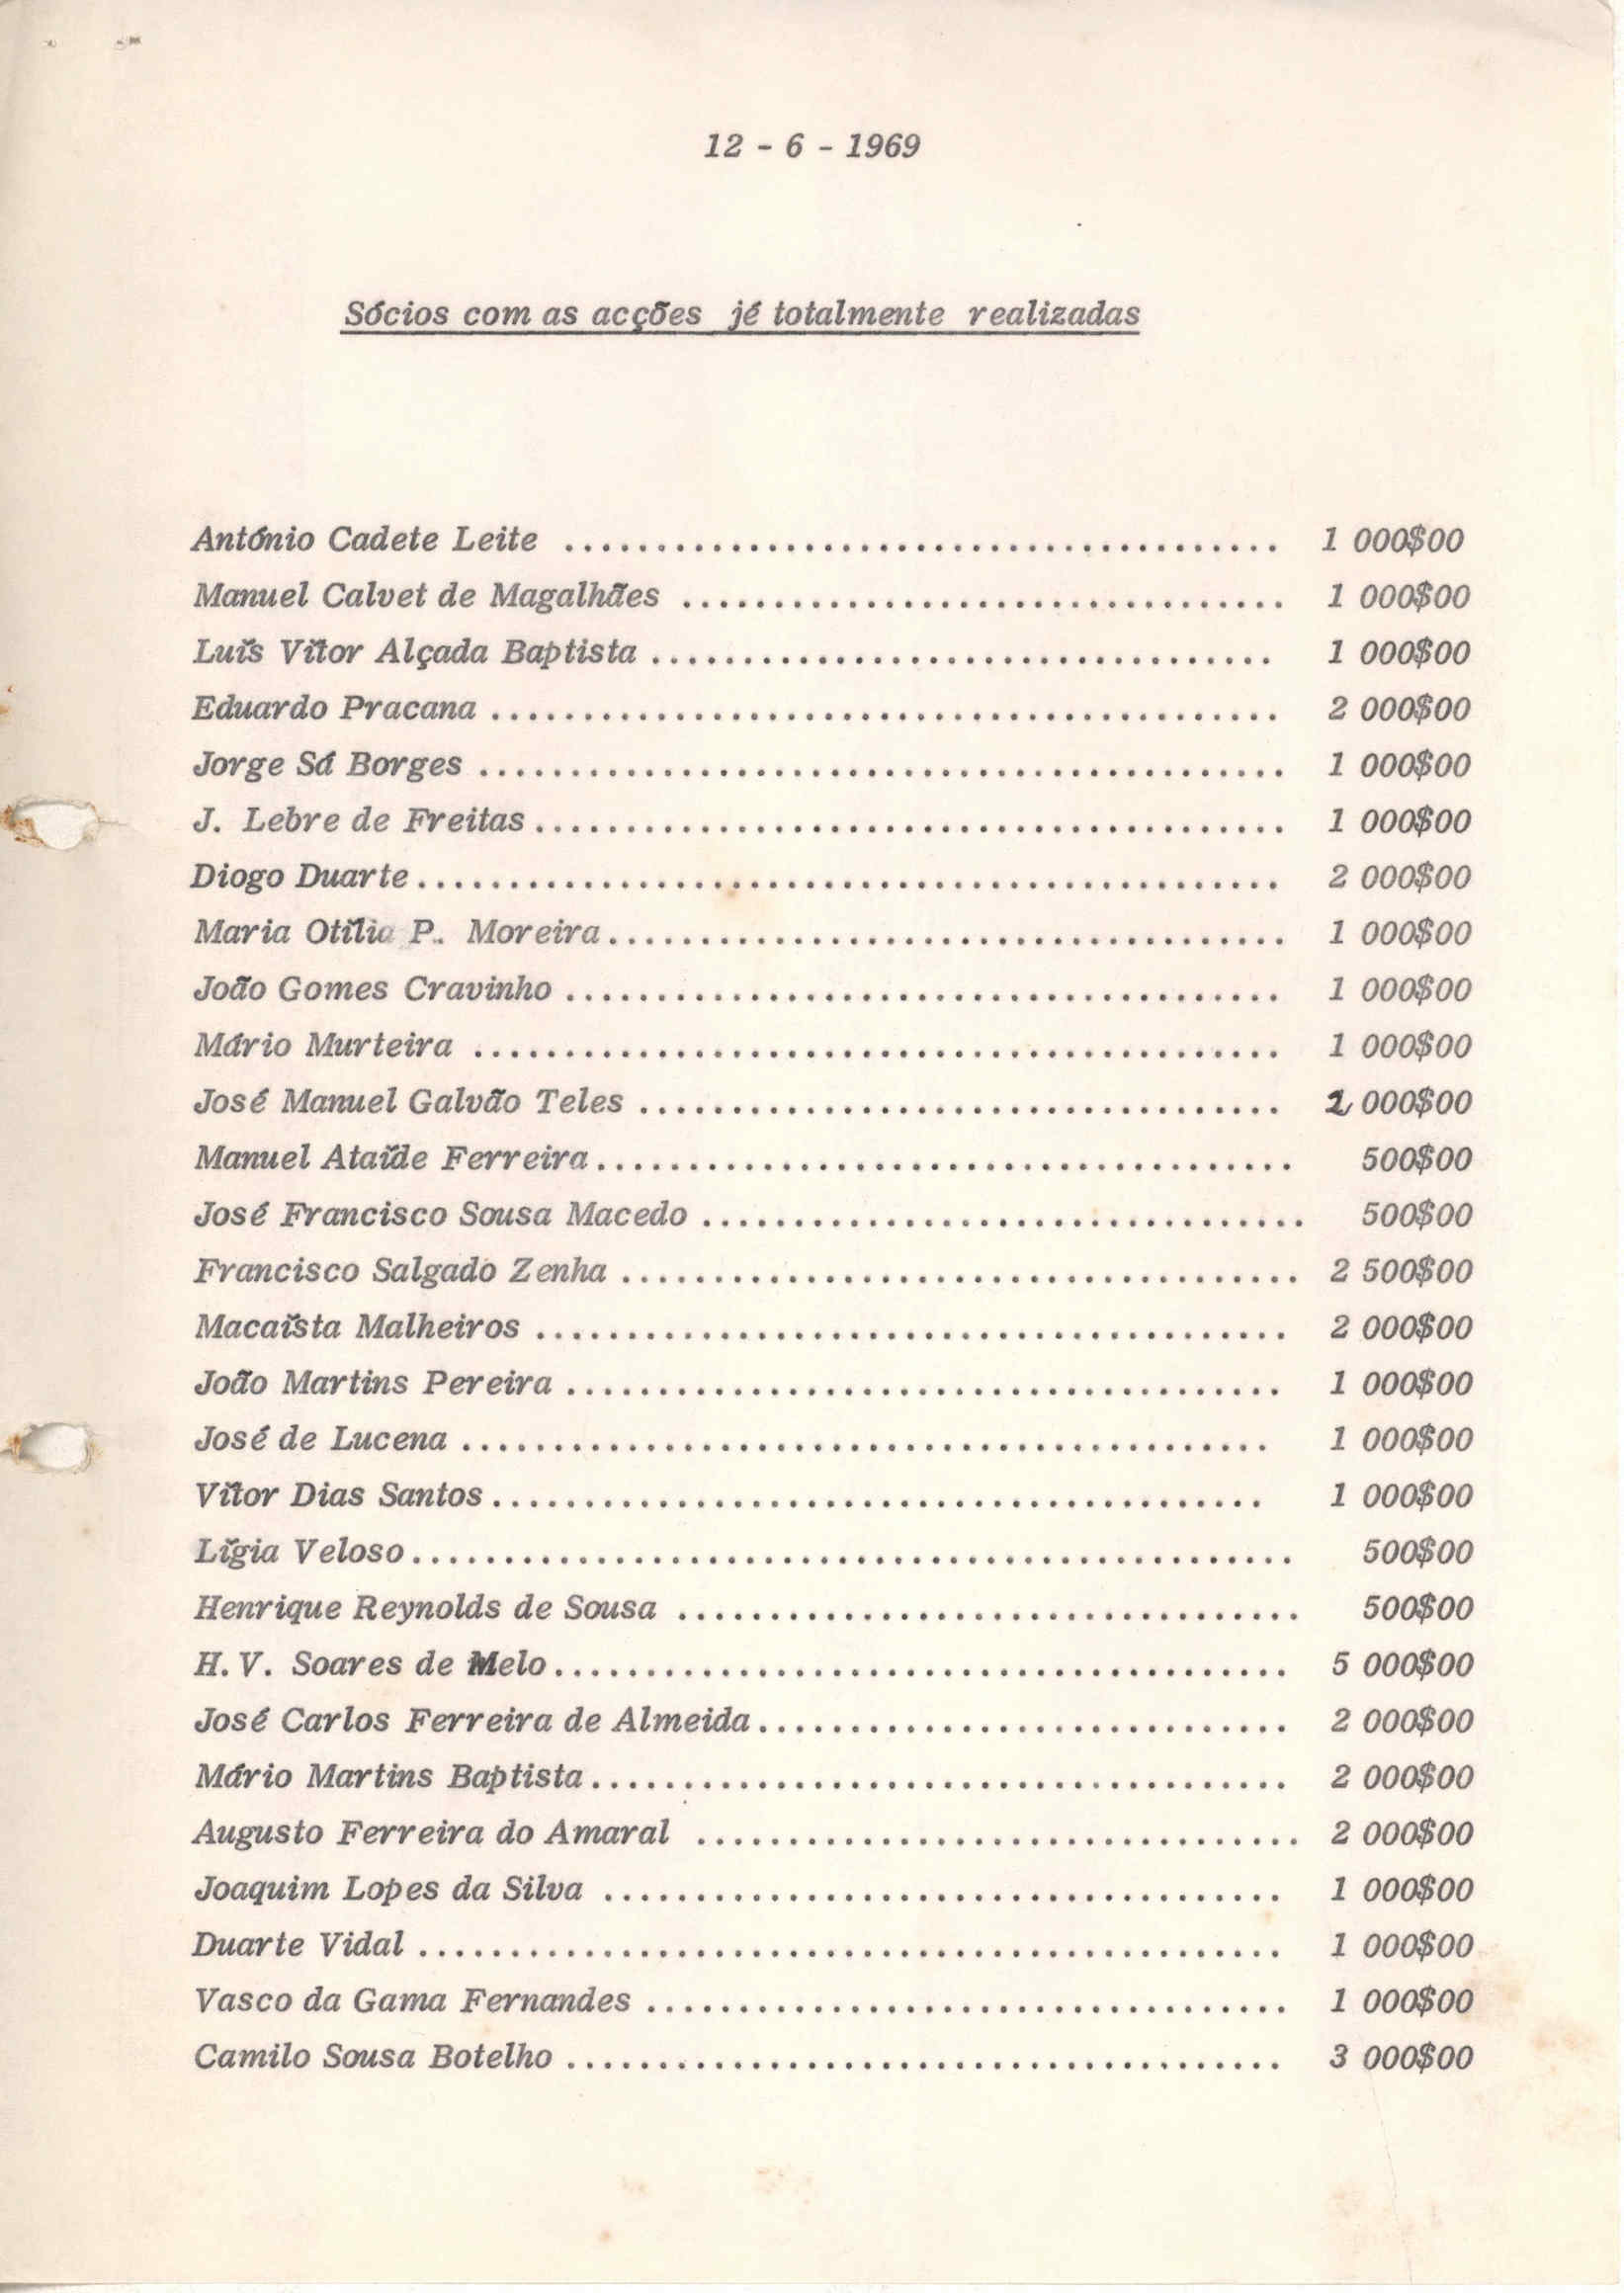 12 - 6 - 1969
Sócios com as acções jé totalmente realizadas
António Cadete Leite ....................................... 1 000$00
Manuel Calvet de Magalhães ................................. 1 000$00
Luís Vítor Alçada Baptista .................................. 1 000$00
Eduardo Pracana ........................................... 2 000$00
Jorge Sá Borges ............................................ 1 000$00
J. Lebre de Freitas ......................................... 1 000$00
Diogo Duarte ............................................... 2 000$00
Maria Otília P. Moreira ..................................... 1 000$00
João Gomes Cravinho ....................................... 1 000$00
Mário Murteira ............................................ 1 000$00
José Manuel Galvão Teles ................................... 000$00
Manuel Ataíde Ferreira ...................................... 500$00
José Francisco Sousa Macedo ................................. 500$00
Francisco Salgado Zenha ..................................... 2 500$00
Macaísta Malheiros ......................................... 2 000$00
João Martins Pereira ....................................... 1 000$00
José de Lucena ............................................ 1 000$00
Vítor Dias Santos .......................................... 1 000$00
Lígia Veloso ................................................ 500$00
Henrique Reynolds de Sousa .................................. 500$00
H. V. Soares de Melo ........................................ 5 000$00
José Carlos Ferreira de Almeida ............................. 2 000$00
Mário Martins Baptista ...................................... 2 000$00
Augusto Ferreira do Amaral ................................. 2 000$00
Joaquim Lopes da Silva ..................................... 1 000$00
Duarte Vidal ............................................... 1 000$00
Vasco da Gama Fernandes ................................... 1 000$00
Camilo Sousa Botelho ....................................... 3 000$00